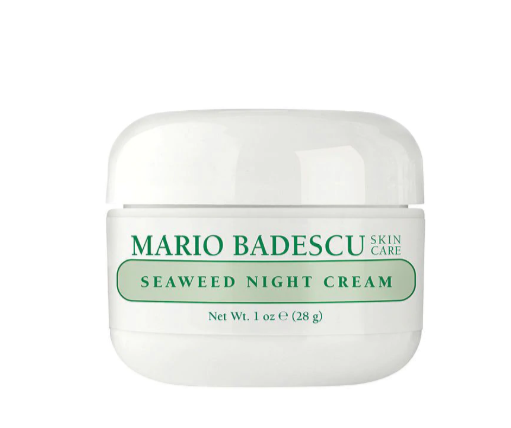 MARIO BADESCU SKIN CARE
SEAWEED NIGHT CREAM
Net Wt. 1 oz ℮ (28 g)